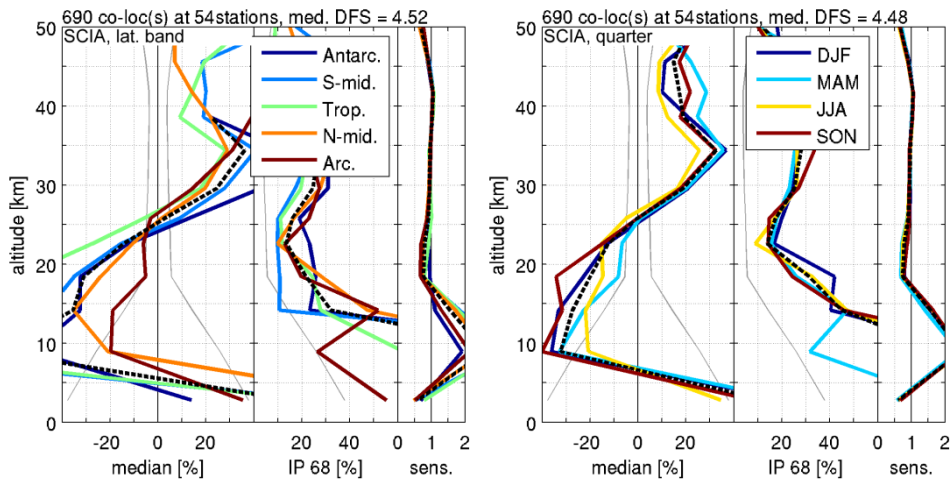 690 co-loc(s) at 54stations, med. DFS = 4.52
SCIA, lat. band
Antarc.
S-mid.
Trop.
N-mid.
Arc.
50
40
30
20
10
0
altitude [km]
-20 0 20
median [%]
20 40
IP 68 [%]
0 1 2
sens.
690 co-loc(s) at 54stations, med. DFS = 4.48
SCIA, quarter
DJF
MAM
JJA
SON
50
40
30
20
10
0
altitude [km]
-20 0 20
median [%]
20 40
IP 68 [%]
0 1 2
sens.